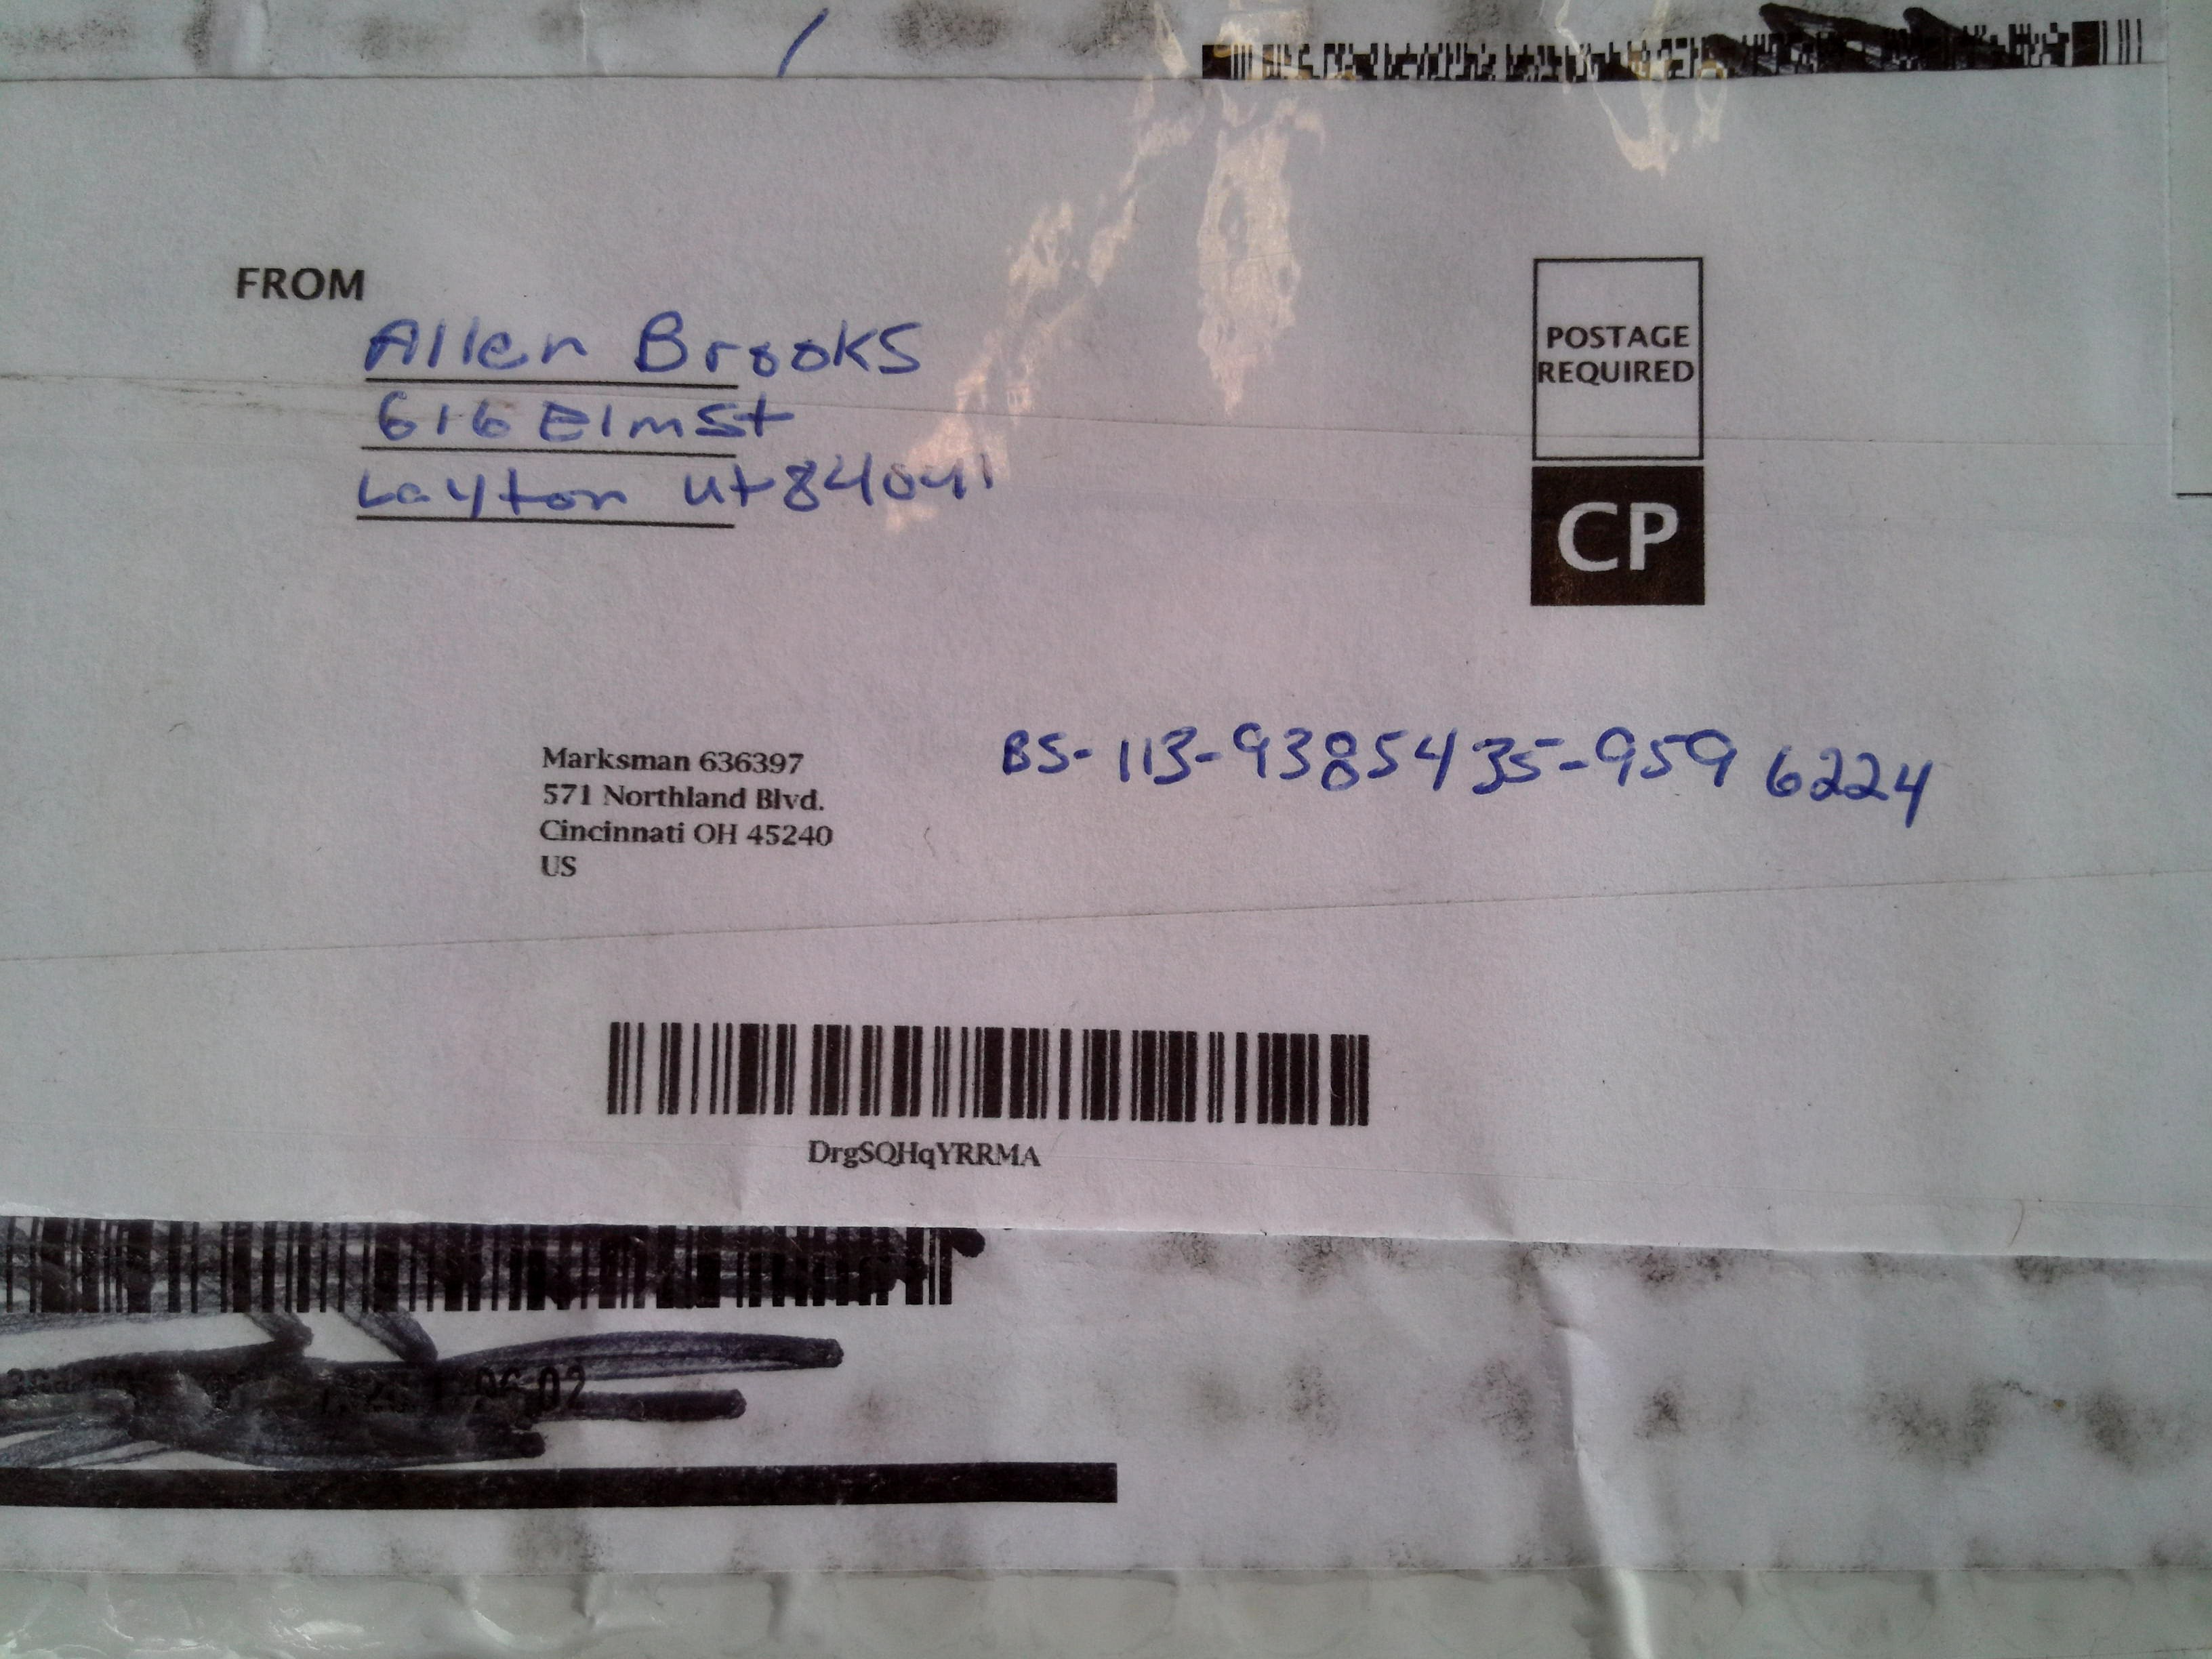 FROM
Allen Brooks
616 Elm St
Layton Ut 84041
POSTAGE
REQUIRED
CP
Marksman 636397
571 Northland Blvd.
Cincinnati OH 45240
US
BS-113-9385435-959 6224
DrgSQHqYRRMA